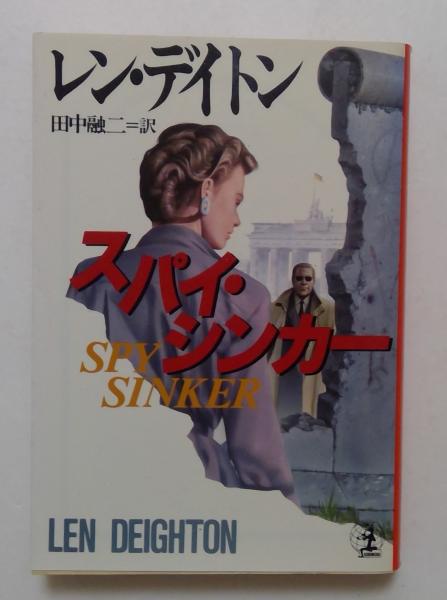 レン・デイトン
田中融二＝訳
スパイ・
シンカー
SPY
SINKER
LEN DEIGHTON